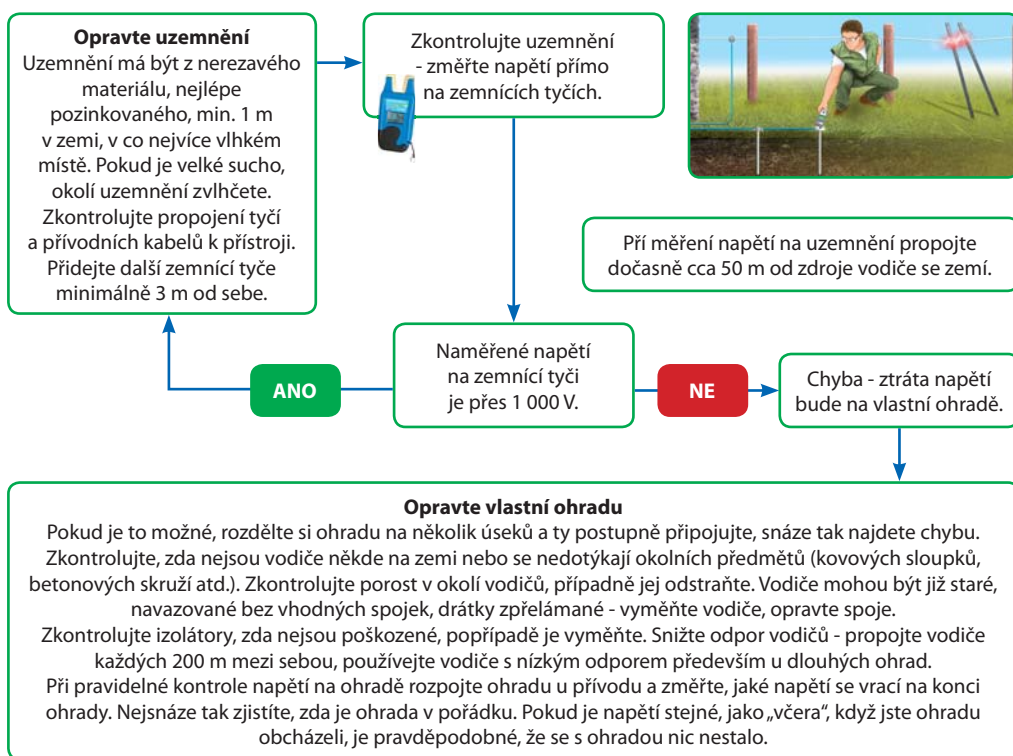 Opravte uzemnění
Uzemnění má být z nerezavého
materiálu, nejlépe
pozinkovaného, min. 1 m
v zemi, v co nejvíce vlhkém
místě. Pokud je velké sucho,
okolí uzemnění zvlhčete.
Zkontrolujte propojení tyčí
a přívodních kabelů k přístroji.
Přidejte další zemnící tyče
minimálně 3 m od sebe.
Zkontrolujte uzemnění
- změřte napětí přímo
na zemnících tyčích.
Pří měření napětí na uzemnění propojte
dočasně cca 50 m od zdroje vodiče se zemí.
ANO
Naměřené napětí
na zemnící tyči
je přes 1 000 V.
NE
Chyba - ztráta napětí
bude na vlastní ohradě.
Opravte vlastní ohradu
Pokud je to možné, rozdělte si ohradu na několik úseků a ty postupně připojujte, snáze tak najdete chybu.
Zkontrolujte, zda nejsou vodiče někde na zemi nebo se nedotýkají okolních předmětů (kovových sloupků,
betonových skruží atd.). Zkontrolujte porost v okolí vodičů, případně jej odstraňte. Vodiče mohou být již staré,
navazované bez vhodných spojek, drátky zpřelámané - vyměňte vodiče, opravte spoje.
Zkontrolujte izolátory, zda nejsou poškozené, popřípadě je vyměňte. Snižte odpor vodičů - propojte vodiče
každých 200 m mezi sebou, používejte vodiče s nízkým odporem především u dlouhých ohrad.
Při pravidelné kontrole napětí na ohradě rozpojte ohradu u přívodu a změřte, jaké napětí se vrací na konci
ohrady. Nejsnáze tak zjistíte, zda je ohrada v pořádku. Pokud je napětí stejné, jako „včera“, když jste ohradu
obcházeli, je pravděpodobné, že se s ohradou nic nestalo.